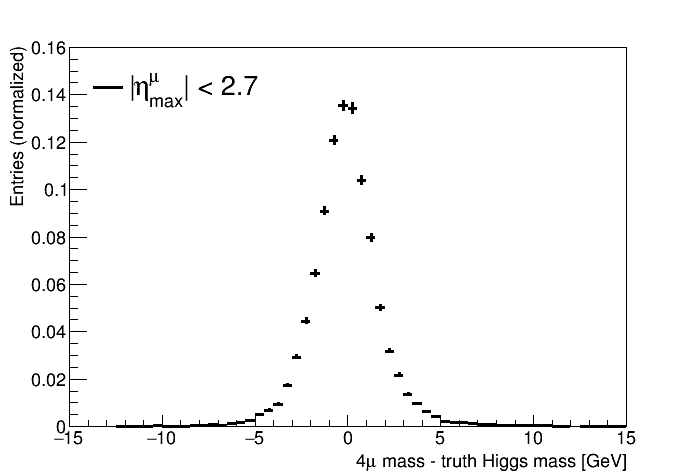 Entries (normalized)
0.16
0.14
0.12
0.1
0.08
0.06
0.04
0.02
0
|η^μ_max| < 2.7
−15 −10 −5 0 5 10 15
4μ mass - truth Higgs mass [GeV]